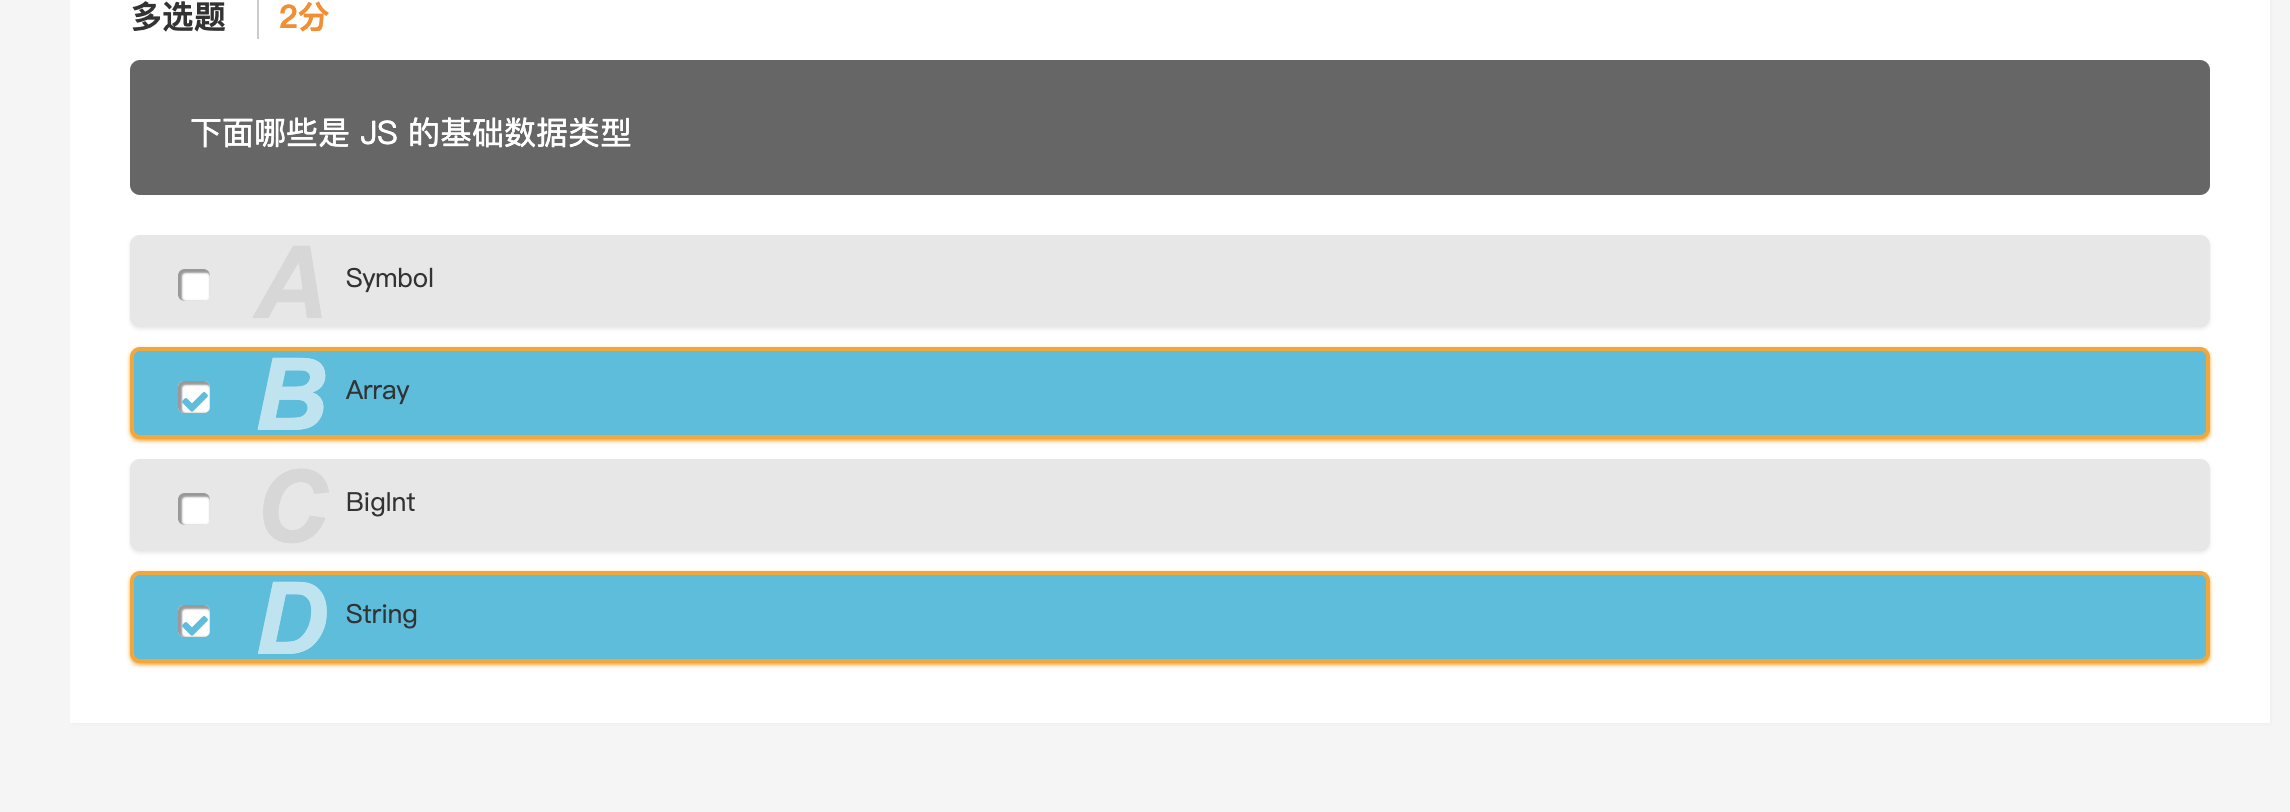 多选题 2分
下面哪些是 JS 的基础数据类型
A Symbol
B Array
C BigInt
D String